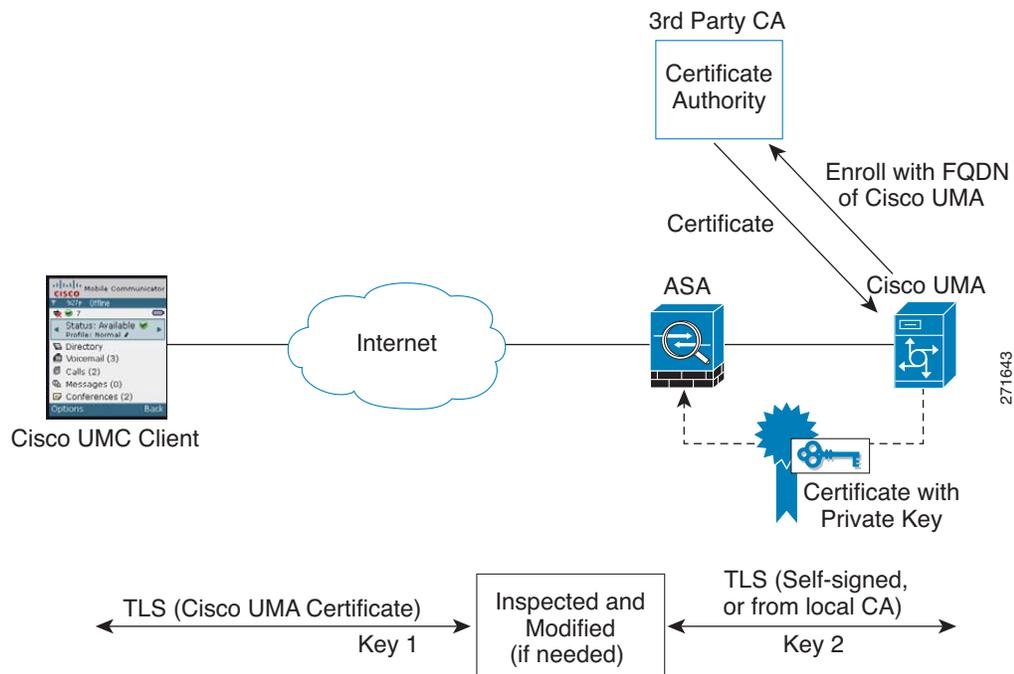 3rd Party CA
Certificate
Authority
Enroll with FQDN
of Cisco UMA
Certificate
ASA
Cisco UMA
CISCO Mobile Communicator
Offline
7
Status: Available
Profile: Normal
Directory
Voicemail (3)
Calls (2)
Messages (0)
Conferences (2)
Options Back
Cisco UMC Client
Internet
271643
Certificate with
Private Key
TLS (Cisco UMA Certificate)
Key 1
Inspected and
Modified
(if needed)
TLS (Self-signed,
or from local CA)
Key 2